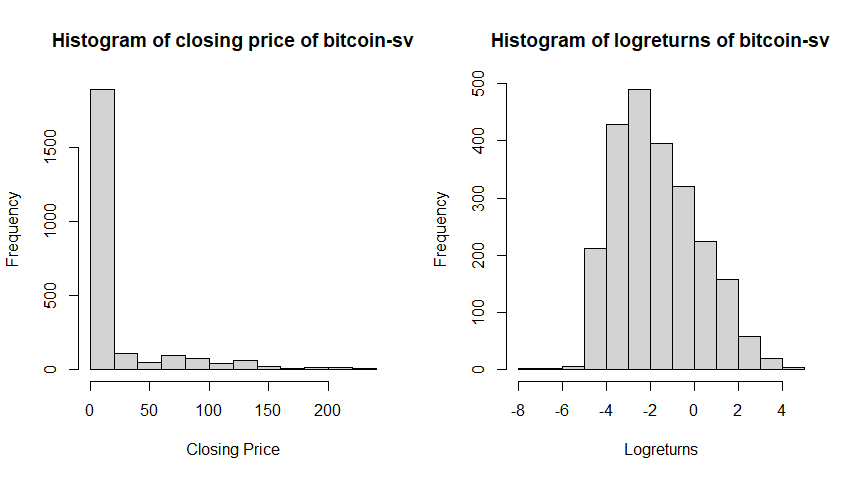 Histogram of closing price of bitcoin-sv
Frequency
0 500 1000 1500
0 50 100 150 200
Closing Price
Histogram of logreturns of bitcoin-sv
Frequency
0 100 200 300 400 500
-8 -6 -4 -2 0 2 4
Logreturns